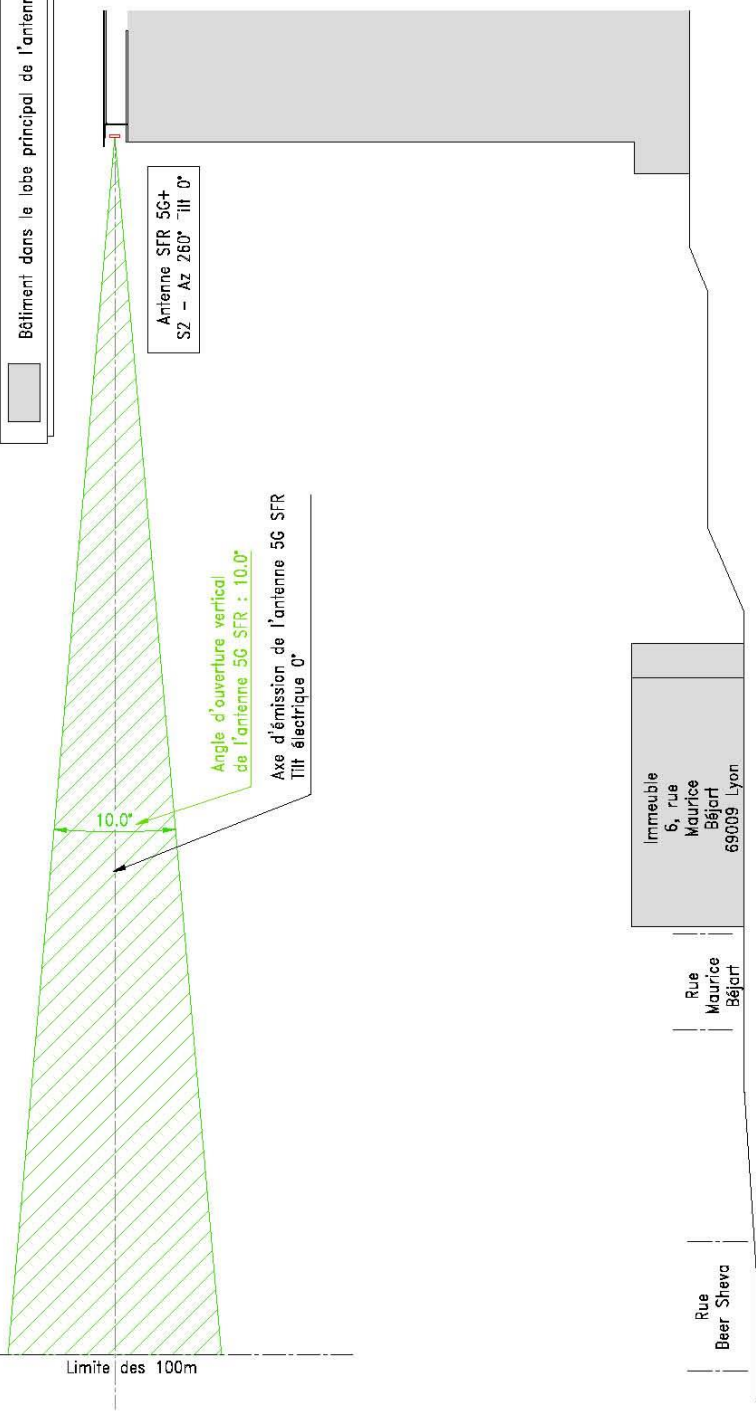 Bâtiment dans le lobe principal de l'antenn
Antenne SFR 5G+
S2 - Az 260° Tilt 0°
Angle d'ouverture vertical
de l'antenne 5G SFR : 10.0°
Axe d'émission de l'antenne 5G SFR
Tilt électrique 0°
10.0°
Limite des 100m
Immeuble
6, rue
Maurice
Béjart
69009 Lyon
Rue
Maurice
Béjart
Rue
Beer Sheva